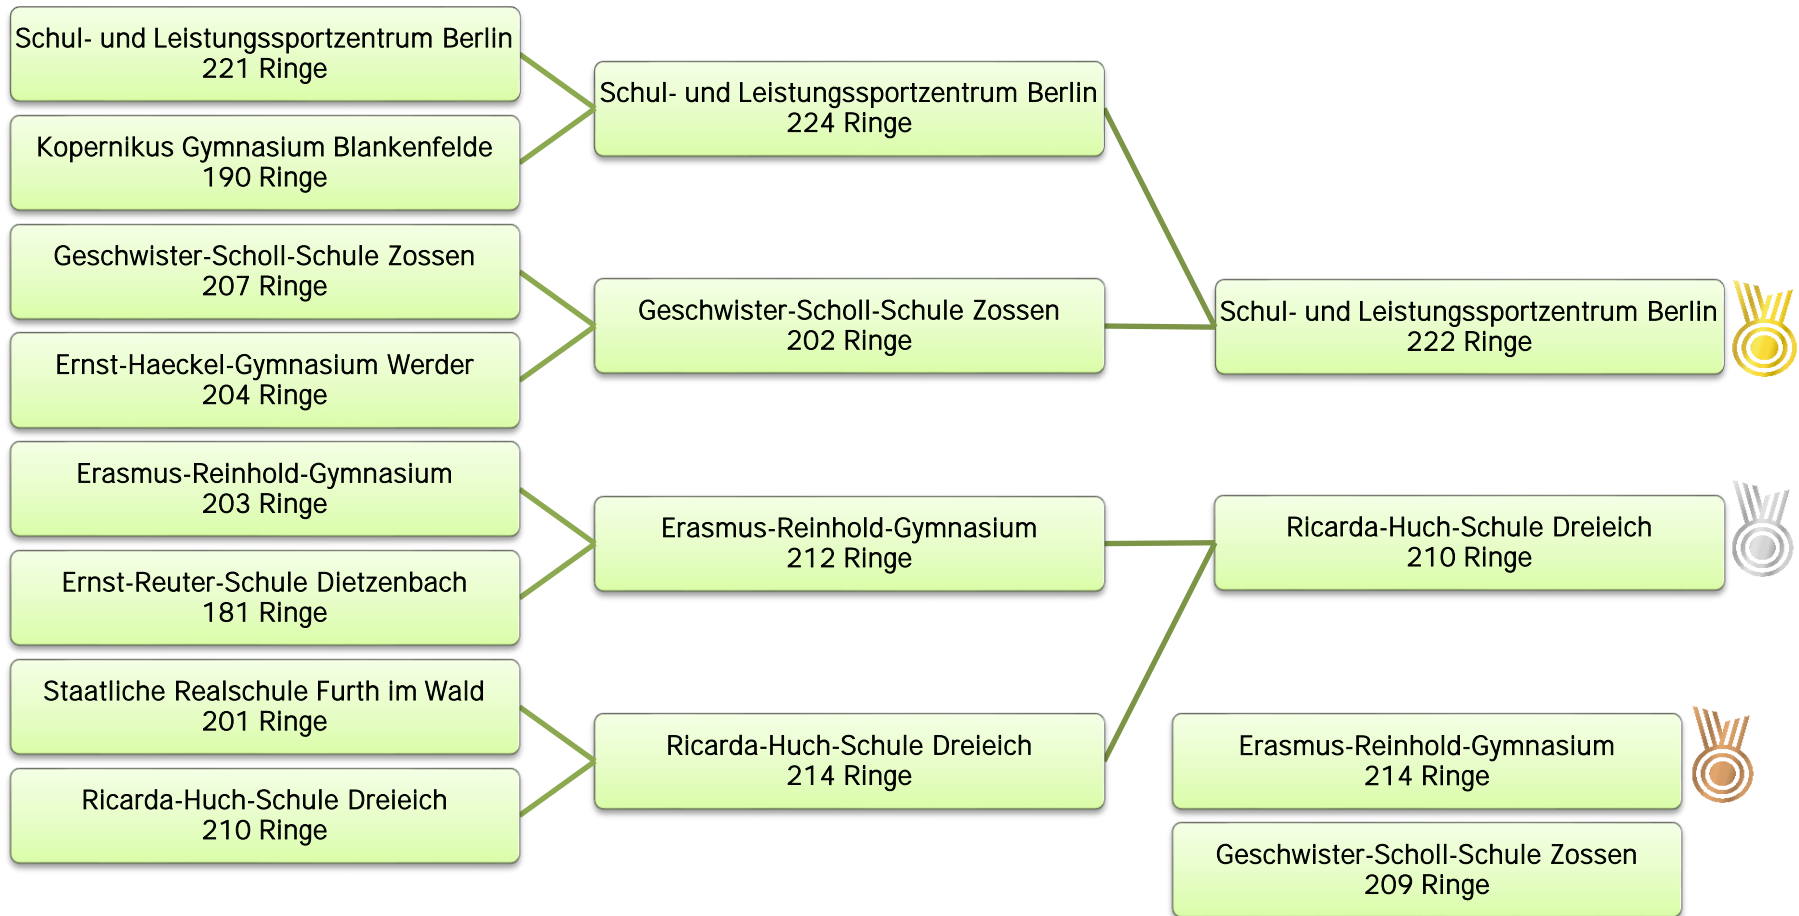 Schul- und Leistungssportzentrum Berlin
221 Ringe
Kopernikus Gymnasium Blankenfelde
190 Ringe
Geschwister-Scholl-Schule Zossen
207 Ringe
Ernst-Haeckel-Gymnasium Werder
204 Ringe
Erasmus-Reinhold-Gymnasium
203 Ringe
Ernst-Reuter-Schule Dietzenbach
181 Ringe
Staatliche Realschule Furth im Wald
201 Ringe
Ricarda-Huch-Schule Dreieich
210 Ringe
Schul- und Leistungssportzentrum Berlin
224 Ringe
Geschwister-Scholl-Schule Zossen
202 Ringe
Erasmus-Reinhold-Gymnasium
212 Ringe
Ricarda-Huch-Schule Dreieich
214 Ringe
Schul- und Leistungssportzentrum Berlin
222 Ringe
Ricarda-Huch-Schule Dreieich
210 Ringe
Erasmus-Reinhold-Gymnasium
214 Ringe
Geschwister-Scholl-Schule Zossen
209 Ringe